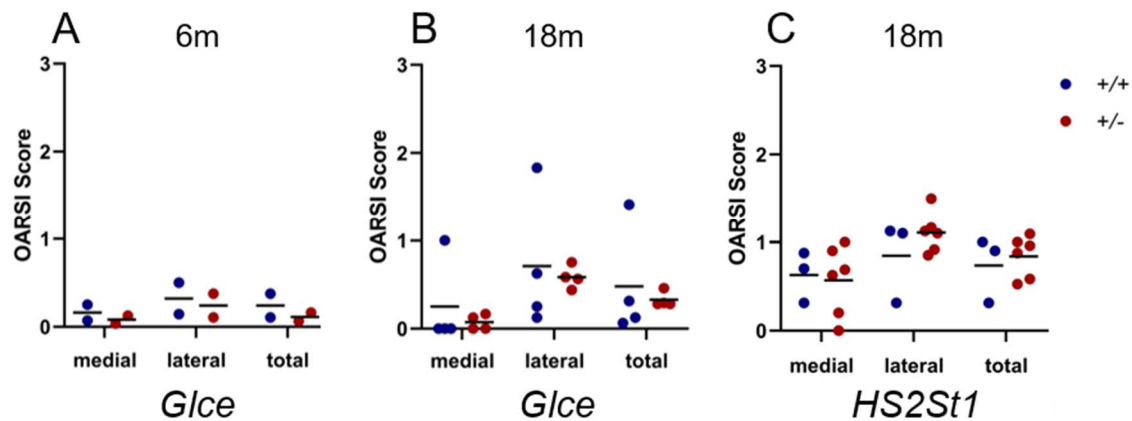 A
6m
OARSI Score
3
2
1
0
medial lateral total
Glce
B
18m
OARSI Score
3
2
1
0
medial lateral total
Glce
C
18m
OARSI Score
3
2
1
0
medial lateral total
HS2St1
+/+
+/-